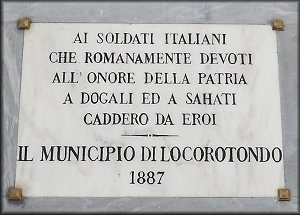 AI SOLDATI ITALIANI
CHE ROMANAMENTE DEVOTI
ALL' ONORE DELLA PATRIA
A DOGALI ED A SAHATI
CADDERO DA EROI
IL MUNICIPIO DI LOCOROTONDO
1887